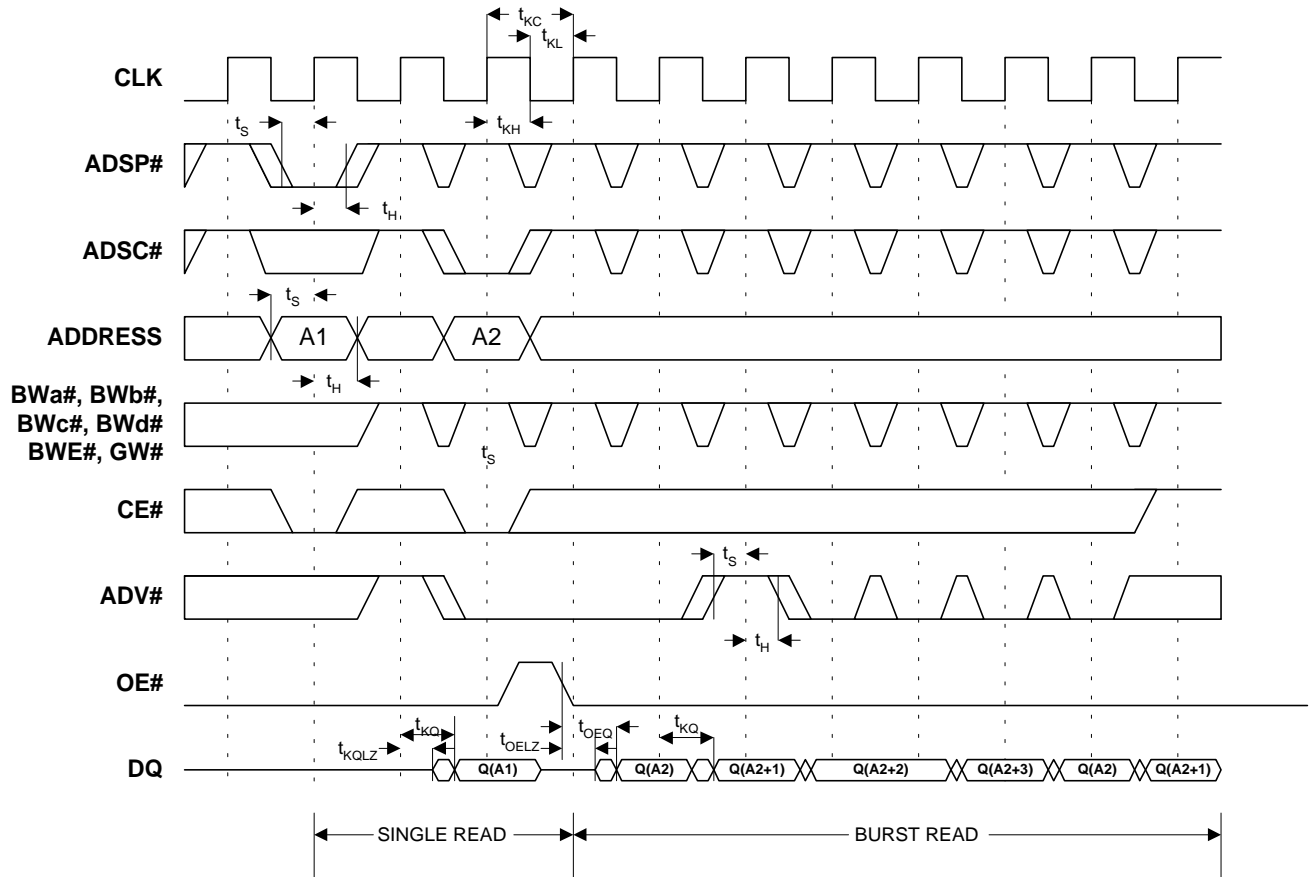 tKC
tKL
CLK
tS
tKH
ADSP#
tH
ADSC#
tS
ADDRESS
A1
A2
tH
BWa#, BWb#,
BWc#, BWd#
BWE#, GW#
tS
CE#
tS
ADV#
tH
OE#
tKQ
tOEQ
tKQ
tKQLZ
tOELZ
DQ
Q(A1)
Q(A2)
Q(A2+1)
Q(A2+2)
Q(A2+3)
Q(A2)
Q(A2+1)
SINGLE READ
BURST READ